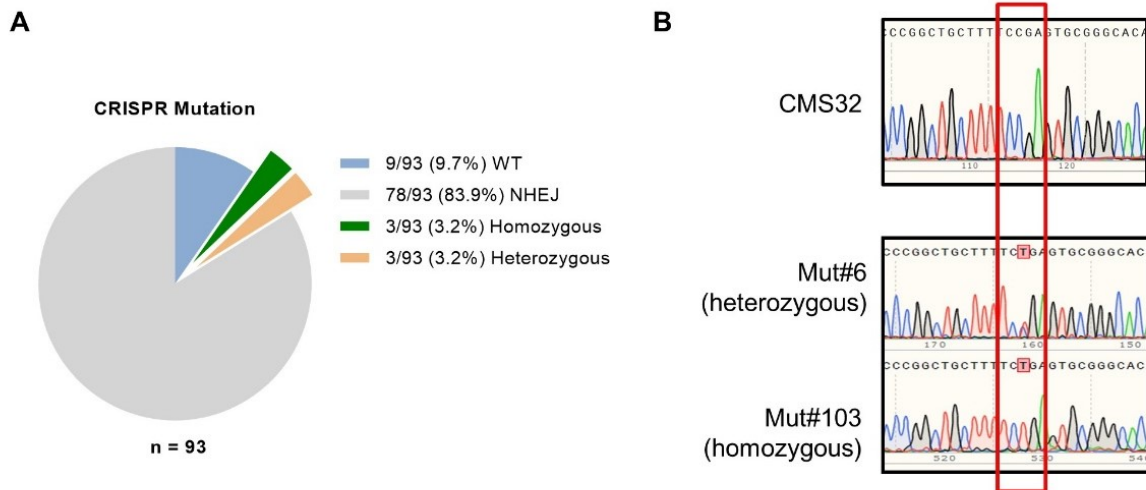 A
CRISPR Mutation
9/93 (9.7%) WT
78/93 (83.9%) NHEJ
3/93 (3.2%) Homozygous
3/93 (3.2%) Heterozygous
n = 93
B
CMS32
CCCGGCTGCTTTTCCGAGTGCGGGCACA
110 120
Mut#6
(heterozygous)
CCCGGCTGCTTTTCTGAGTGCGGGCAC
170 160 150
Mut#103
(homozygous)
CCCGGCTGCTTTTCTGAGTGCGGGCAC
520 530 540